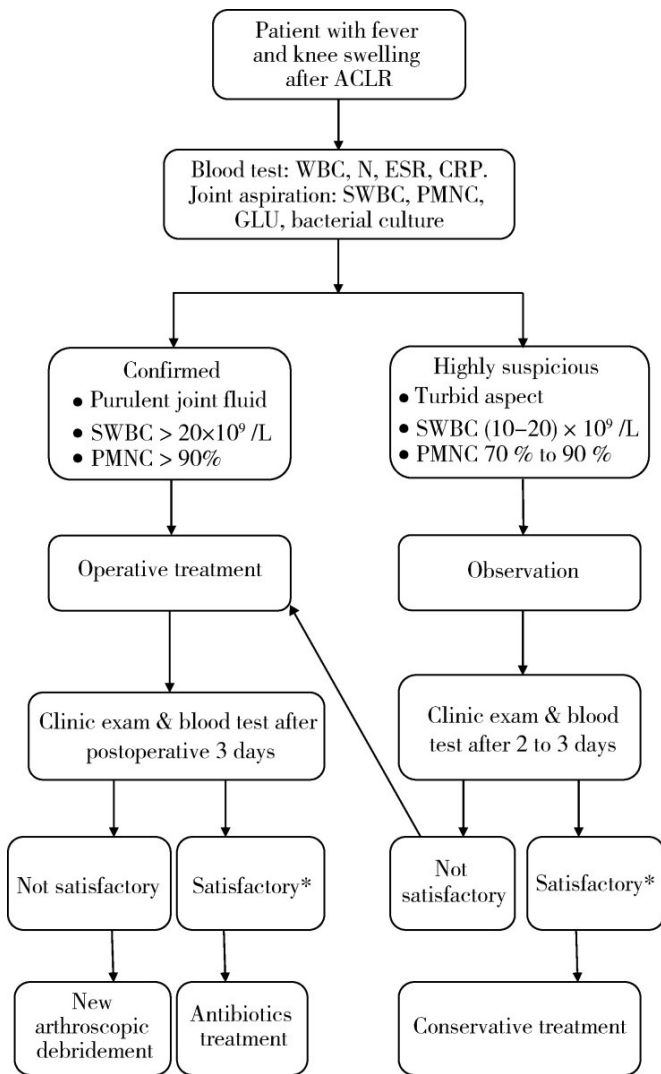 Patient with fever
and knee swelling
after ACLR
Blood test: WBC, N, ESR, CRP.
Joint aspiration: SWBC, PMNC,
GLU, bacterial culture
Confirmed
● Purulent joint fluid
● SWBC > 20×10⁹ /L
● PMNC > 90%
Highly suspicious
● Turbid aspect
● SWBC (10–20) × 10⁹ /L
● PMNC 70 % to 90 %
Operative treatment
Observation
Clinic exam & blood test after
postoperative 3 days
Clinic exam & blood
test after 2 to 3 days
Not satisfactory
Satisfactory*
Not
satisfactory
Satisfactory*
New
arthroscopic
debridement
Antibiotics
treatment
Conservative treatment